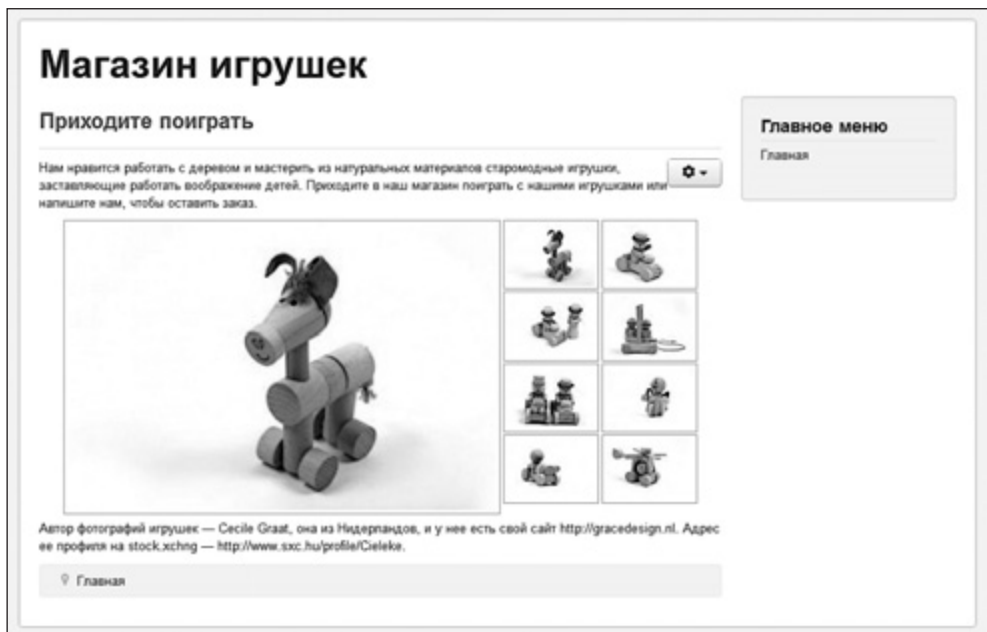 Магазин игрушек
Приходите поиграть
Нам нравится работать с деревом и мастерить из натуральных материалов старомодные игрушки,
заставляющие работать воображение детей. Приходите в наш магазин поиграть с нашими игрушками или
напишите нам, чтобы оставить заказ.
Автор фотографий игрушек — Cecile Graat, она из Нидерландов, и у нее есть свой сайт http://gracedesign.nl. Адрес
ее профиля на stock.xchng — http://www.sxc.hu/profile/Cieleke.
Главная
Главное меню
Главная